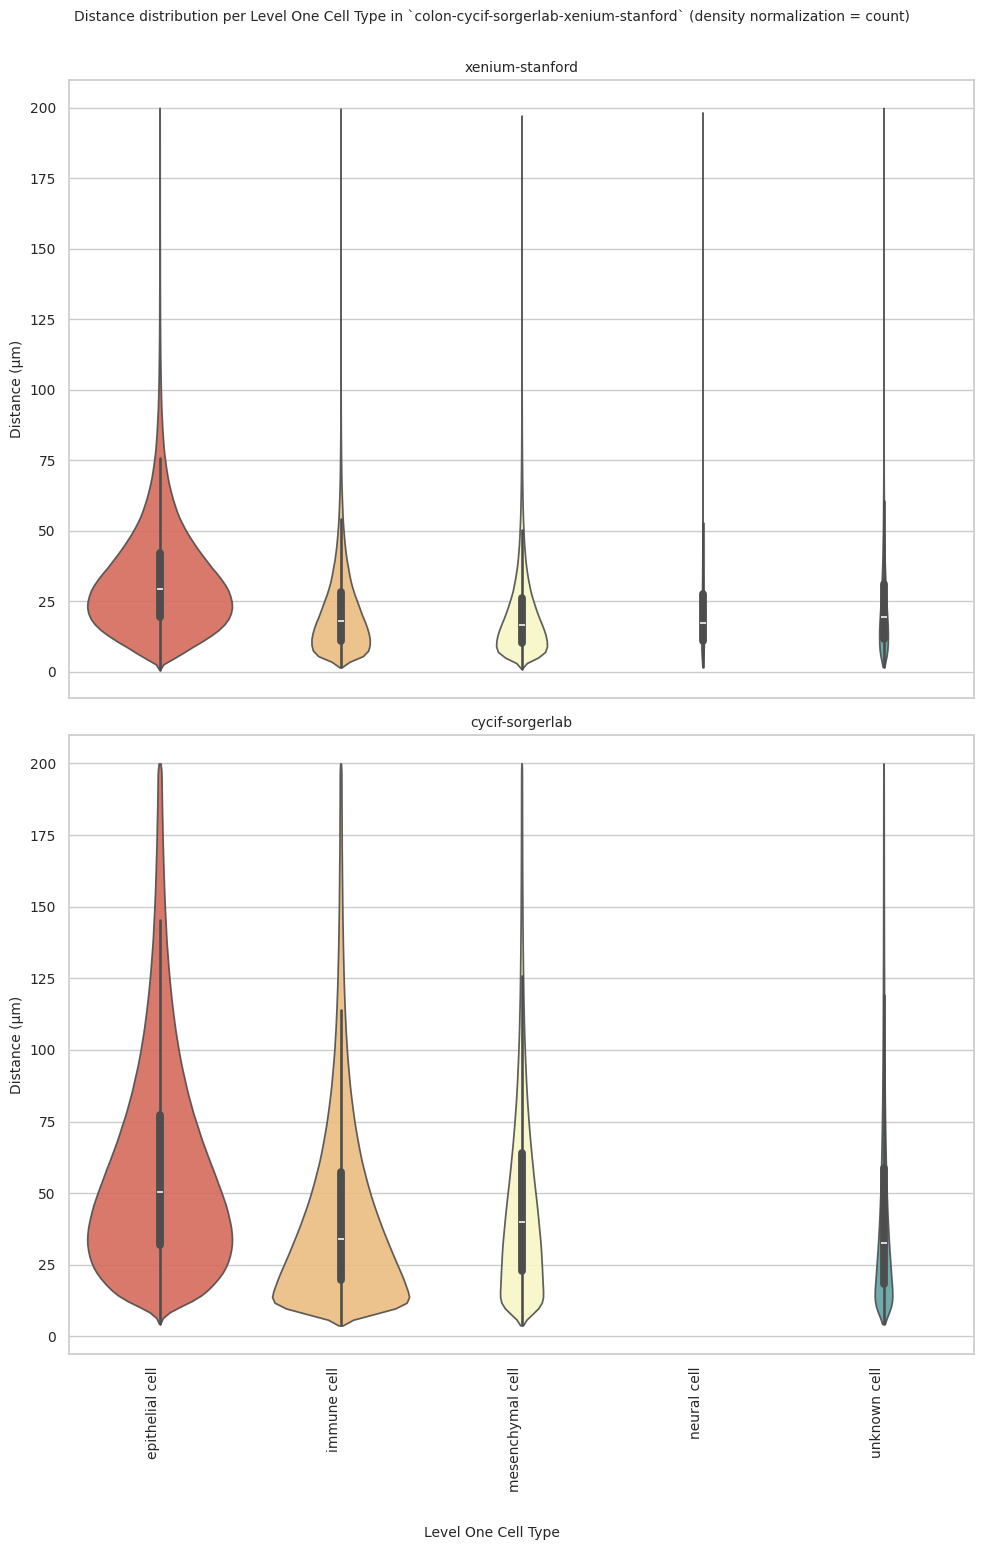 Distance distribution per Level One Cell Type in `colon-cycif-sorgerlab-xenium-stanford` (density normalization = count)
xenium-stanford
200
175
150
125
100
75
50
25
0
Distance (µm)
cycif-sorgerlab
200
175
150
125
100
75
50
25
0
Distance (µm)
epithelial cell
immune cell
mesenchymal cell
neural cell
unknown cell
Level One Cell Type